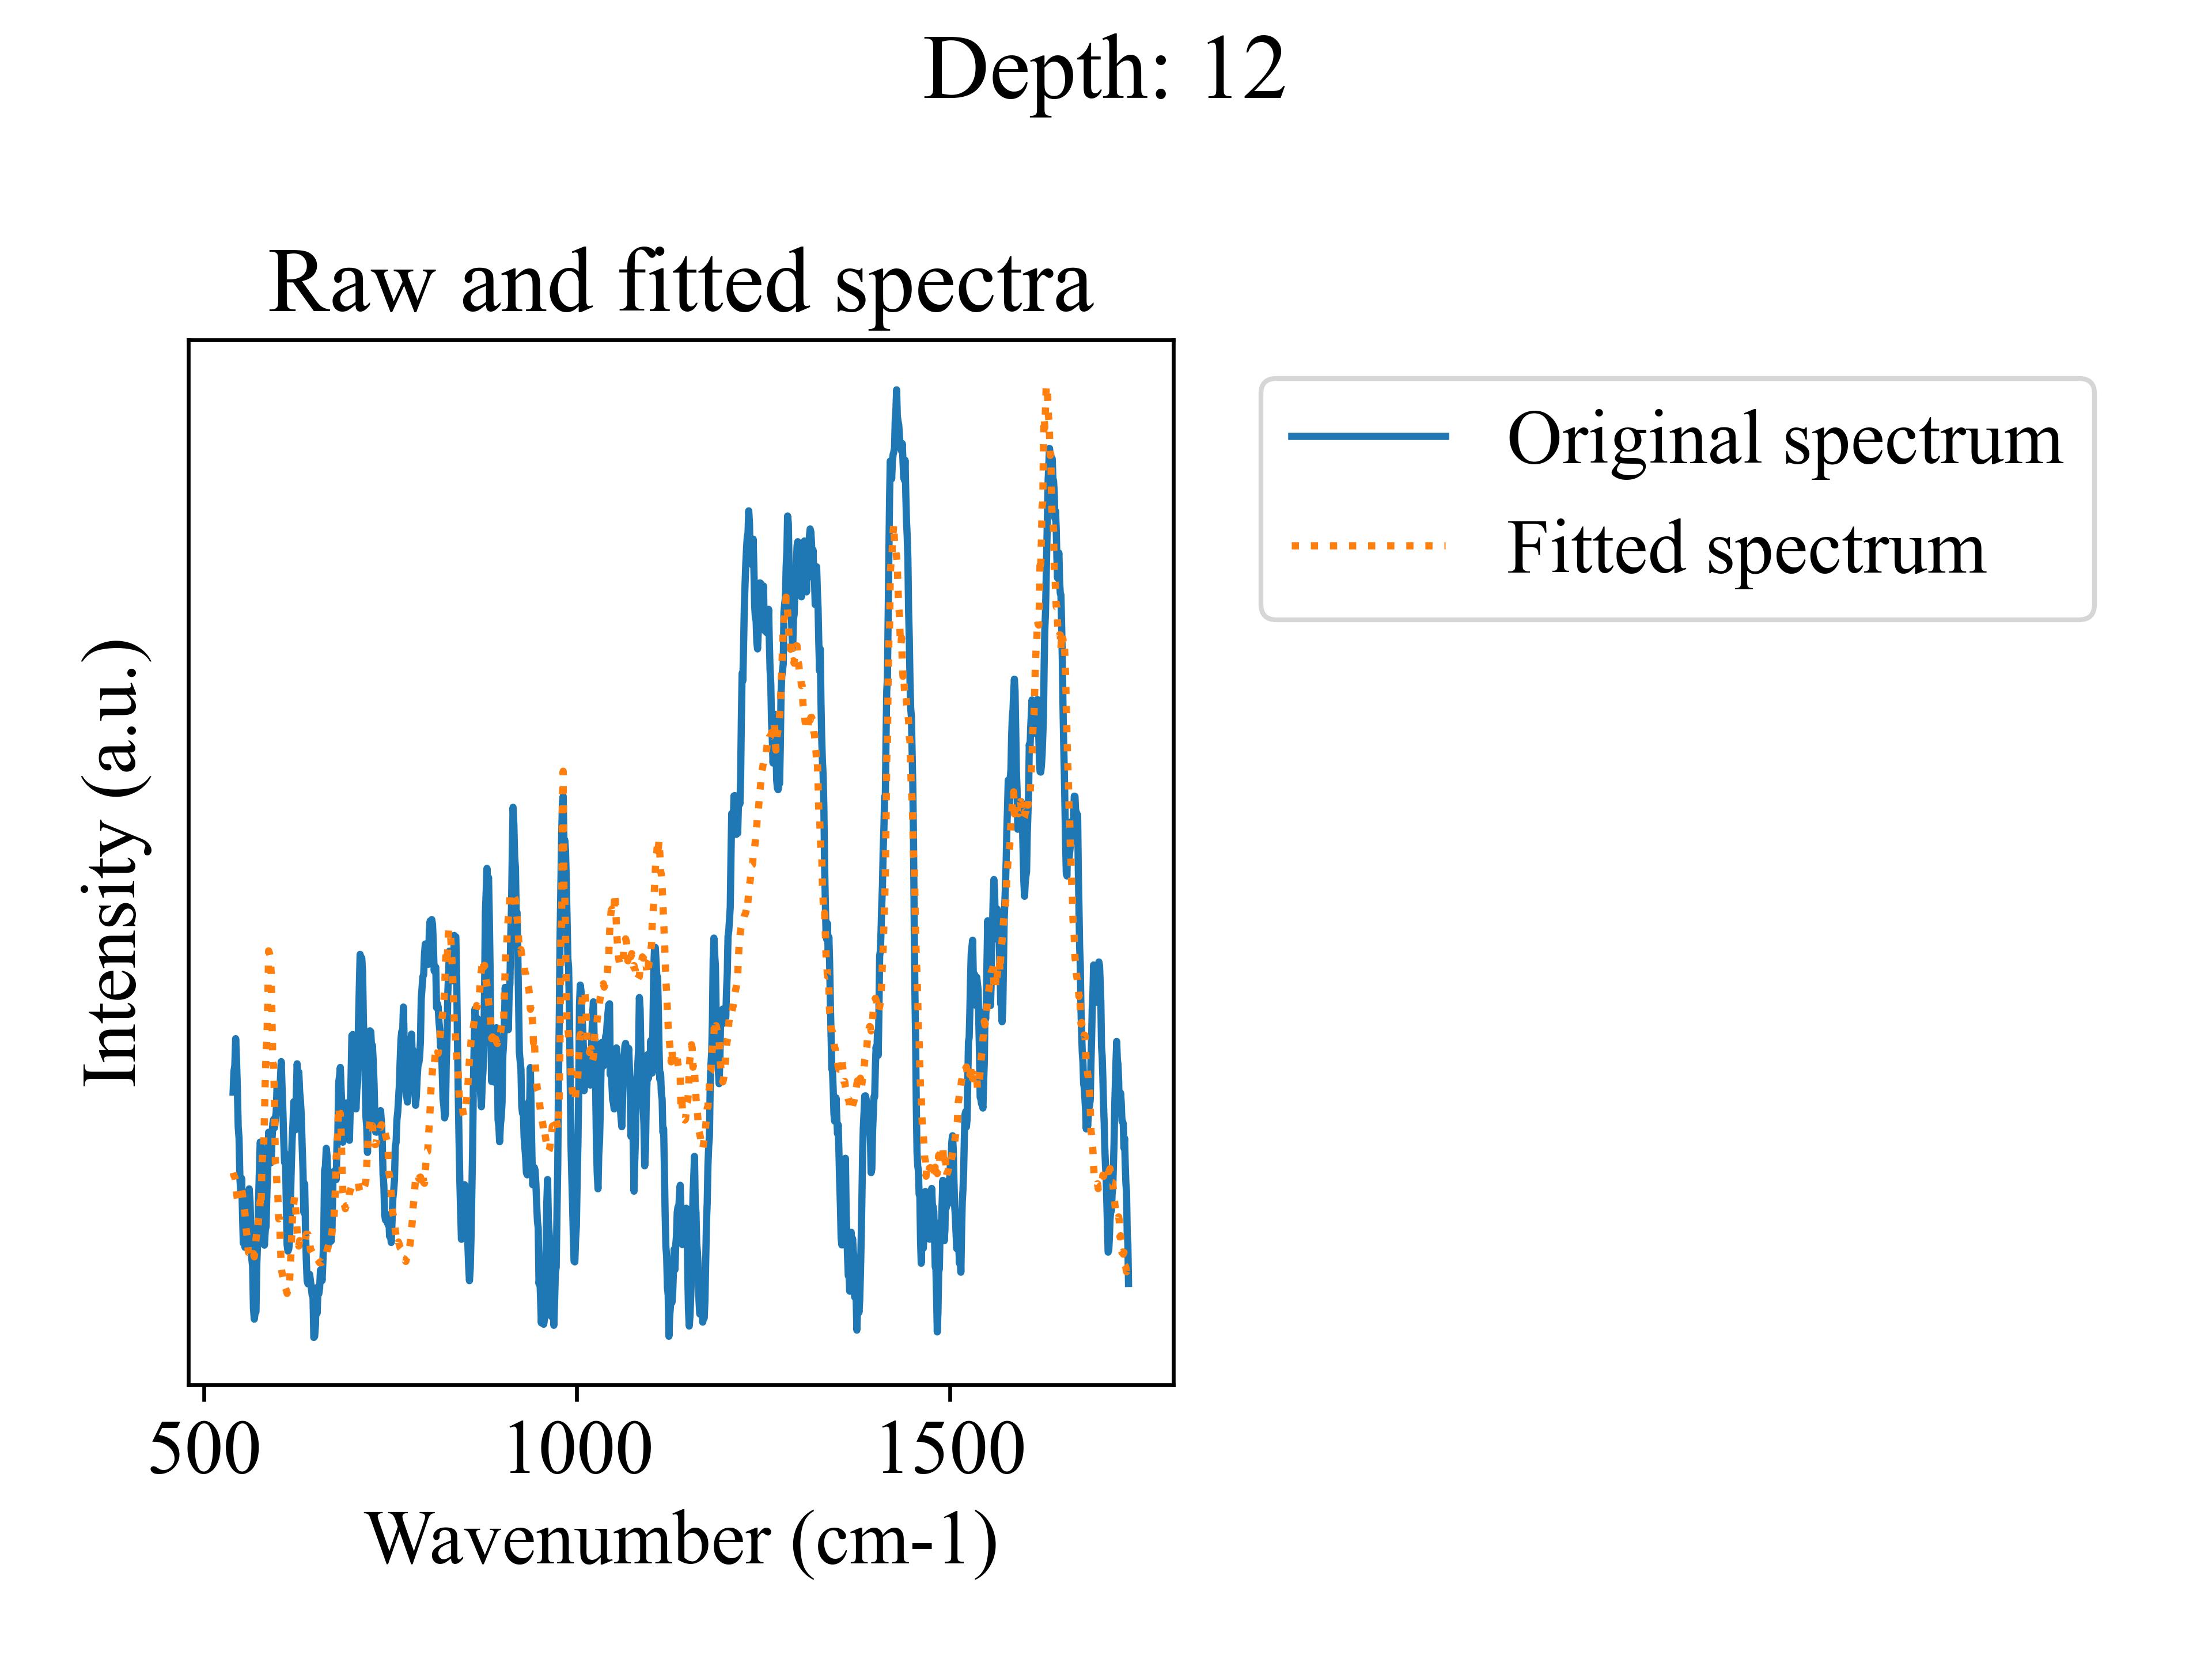 Depth: 12
Raw and fitted spectra
Original spectrum
Fitted spectrum
Intensity (a.u.)
500 1000 1500
Wavenumber (cm-1)